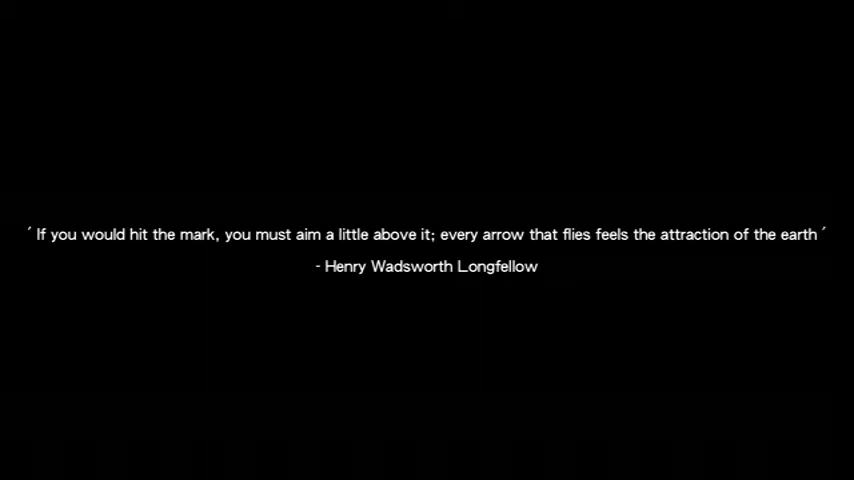 ´ If you would hit the mark, you must aim a little above it; every arrow that flies feels the attraction of the earth ´
- Henry Wadsworth Longfellow